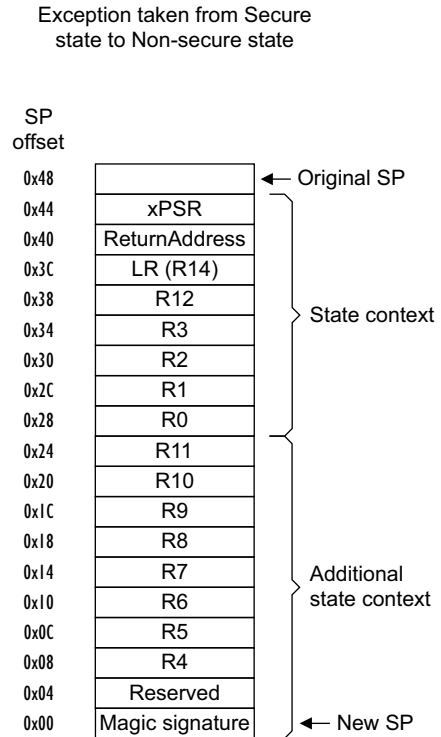 Exception taken from Secure
state to Non-secure state
SP
offset
0x48 Original SP
0x44 xPSR
0x40 ReturnAddress
0x3C LR (R14)
0x38 R12
0x34 R3 State context
0x30 R2
0x2C R1
0x28 R0
0x24 R11
0x20 R10
0x1C R9
0x18 R8
0x14 R7 Additional
0x10 R6 state context
0x0C R5
0x08 R4
0x04 Reserved
0x00 Magic signature New SP